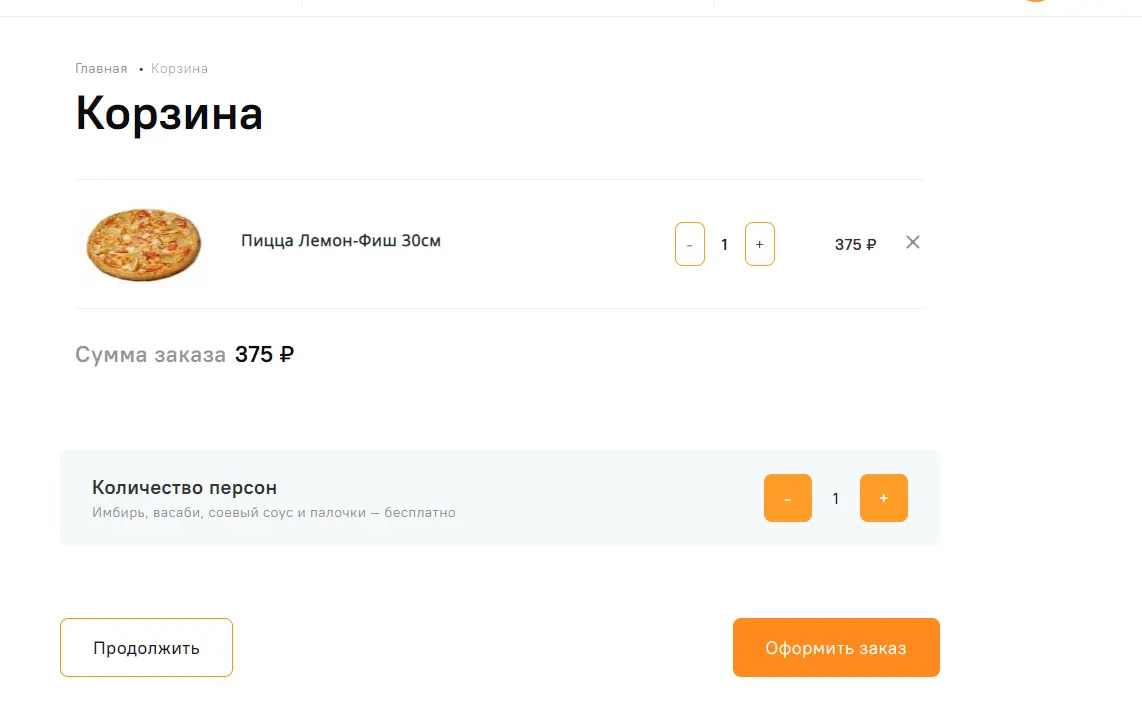 Главная • Корзина
Корзина
Пицца Лемон-Фиш 30см - 1 + 375 ₽ ×
Сумма заказа 375 ₽
Количество персон
Имбирь, васаби, соевый соус и палочки — бесплатно
- 1 +
Продолжить Оформить заказ